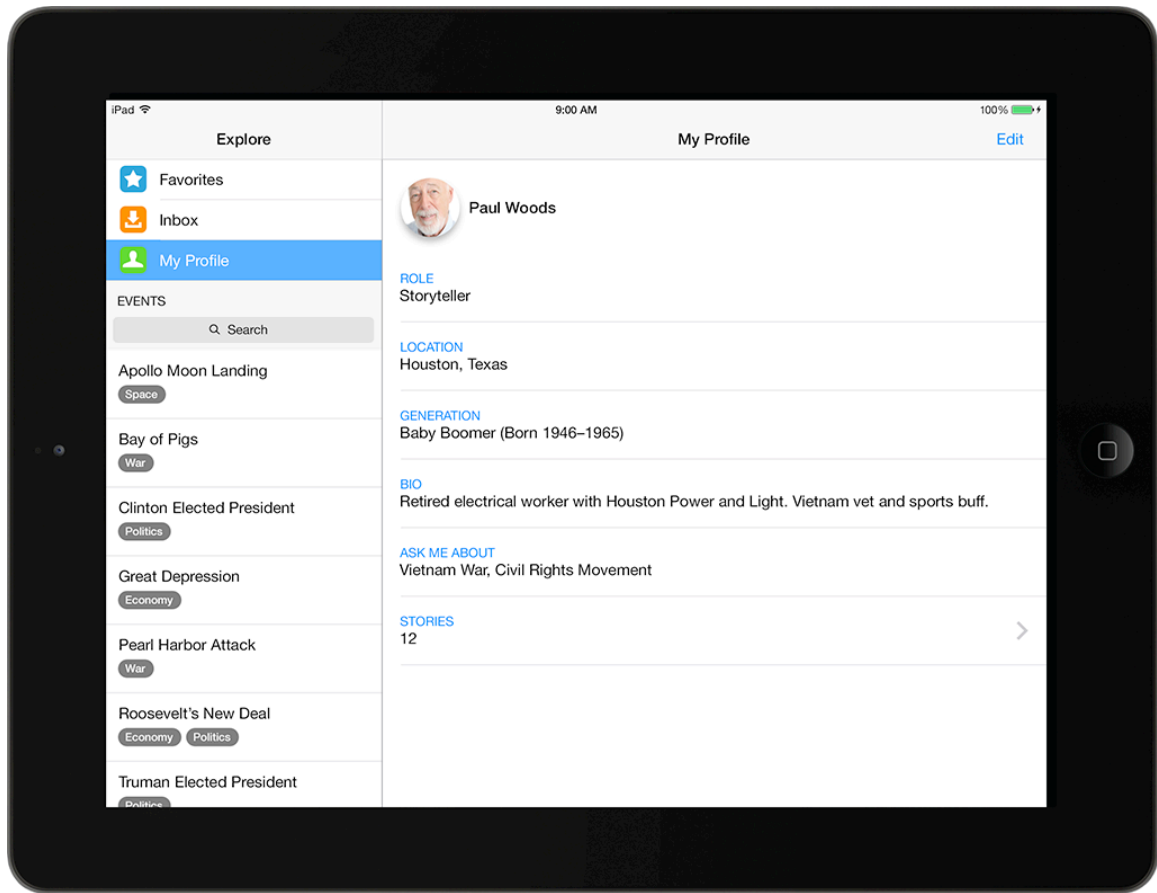 iPad
9:00 AM
100%
Explore
Favorites
Inbox
My Profile
EVENTS
Search
Apollo Moon Landing
Space
Bay of Pigs
War
Clinton Elected President
Politics
Great Depression
Economy
Pearl Harbor Attack
War
Roosevelt’s New Deal
Economy Politics
Truman Elected President
Politics
My Profile
Edit
Paul Woods
ROLE
Storyteller
LOCATION
Houston, Texas
GENERATION
Baby Boomer (Born 1946–1965)
BIO
Retired electrical worker with Houston Power and Light. Vietnam vet and sports buff.
ASK ME ABOUT
Vietnam War, Civil Rights Movement
STORIES
12